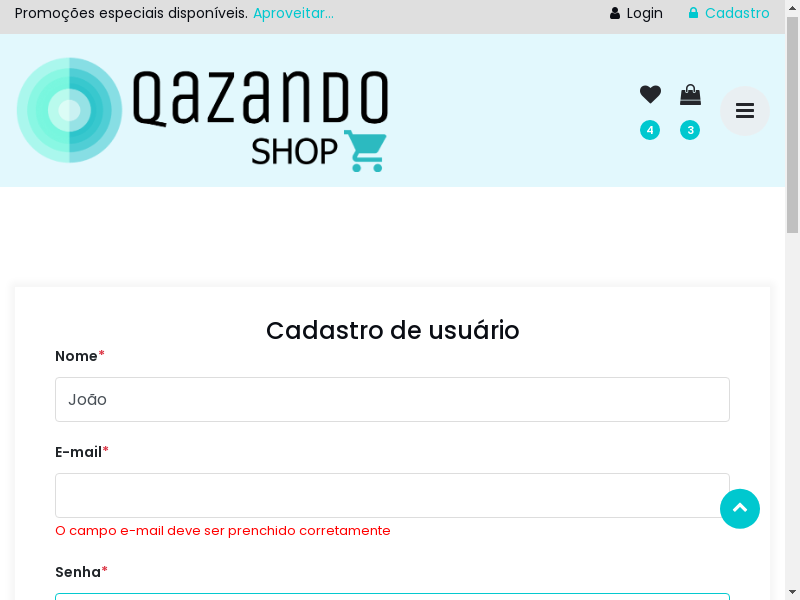 Promoções especiais disponíveis. Aproveitar...
Login
Cadastro
QAZANDO
SHOP
4
3
Cadastro de usuário
Nome*
João
E-mail*
O campo e-mail deve ser prenchido corretamente
Senha*